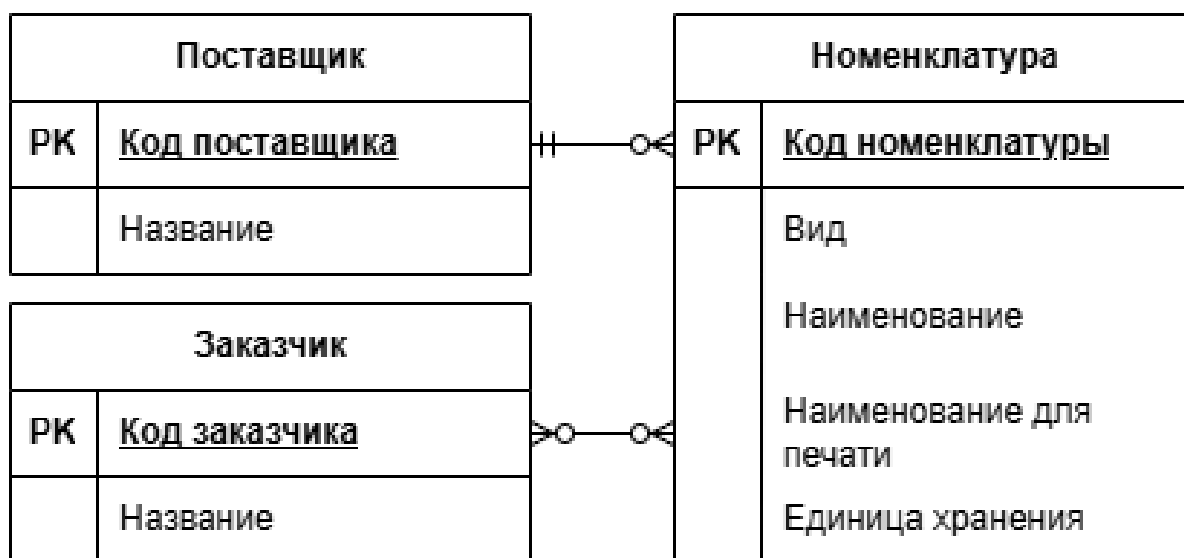 Поставщик
PK Код поставщика
Название
Заказчик
PK Код заказчика
Название
Номенклатура
PK Код номенклатуры
Вид
Наименование
Наименование для
печати
Единица хранения